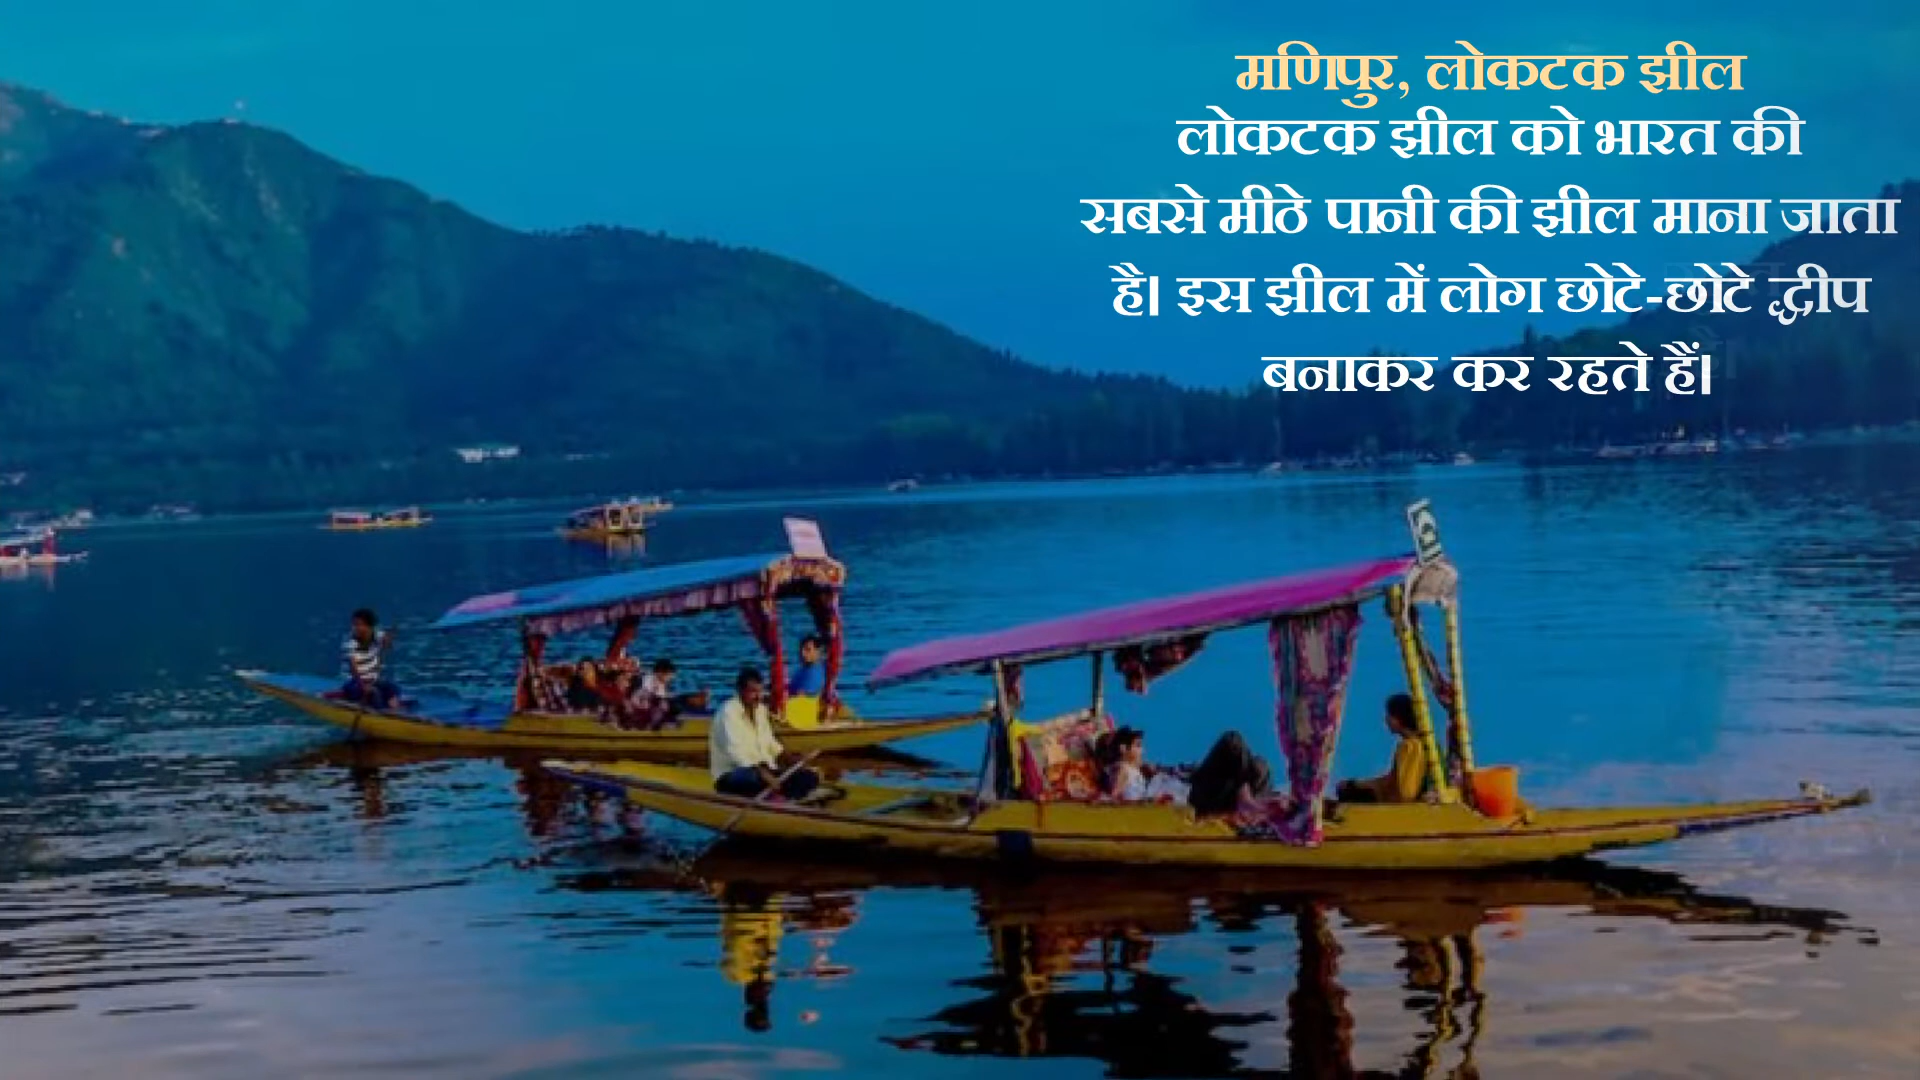 मणिपुर, लोकटक झील
लोकटक झील को भारत की
सबसे मीठे पानी की झील माना जाता
है। इस झील में लोग छोटे-छोटे द्वीप
बनाकर कर रहते हैं।